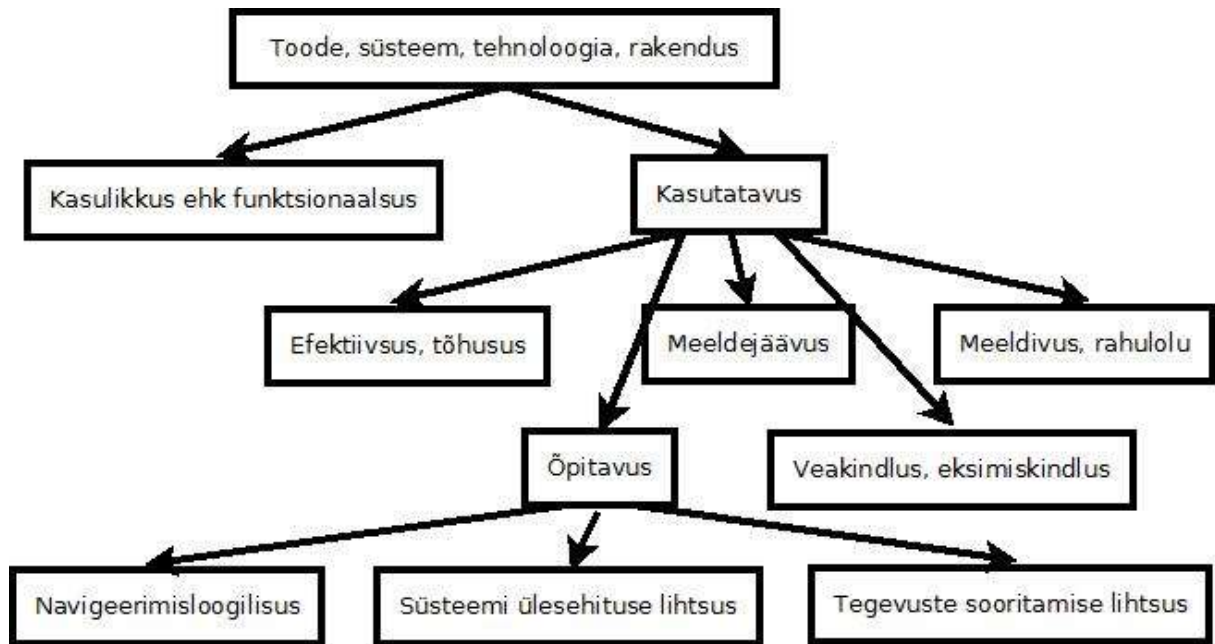 Toode, süsteem, tehnoloogia, rakendus
Kasulikkus ehk funktsionaalsus
Kasutatavus
Efektiivsus, tõhusus
Meeldejäävus
Meeldivus, rahulolu
Õpitavus
Veakindlus, eksimiskindlus
Navigeerimisloogilisus
Süsteemi ülesehituse lihtsus
Tegevuste sooritamise lihtsus